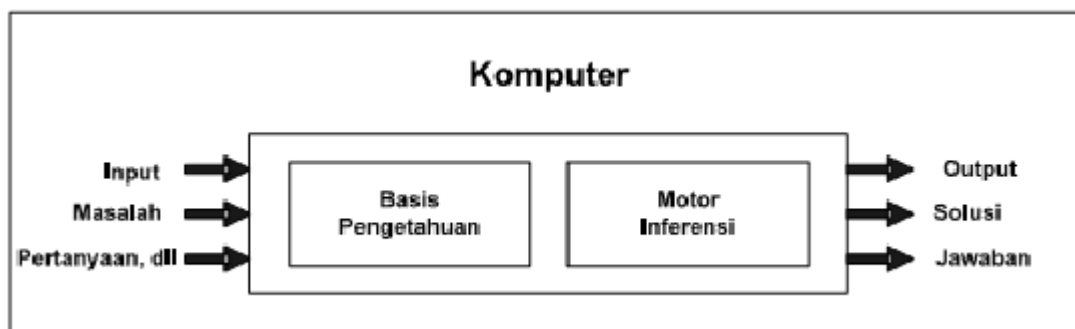 Komputer
Input
Masalah
Pertanyaan, dll
Basis
Pengetahuan
Motor
Inferensi
Output
Solusi
Jawaban